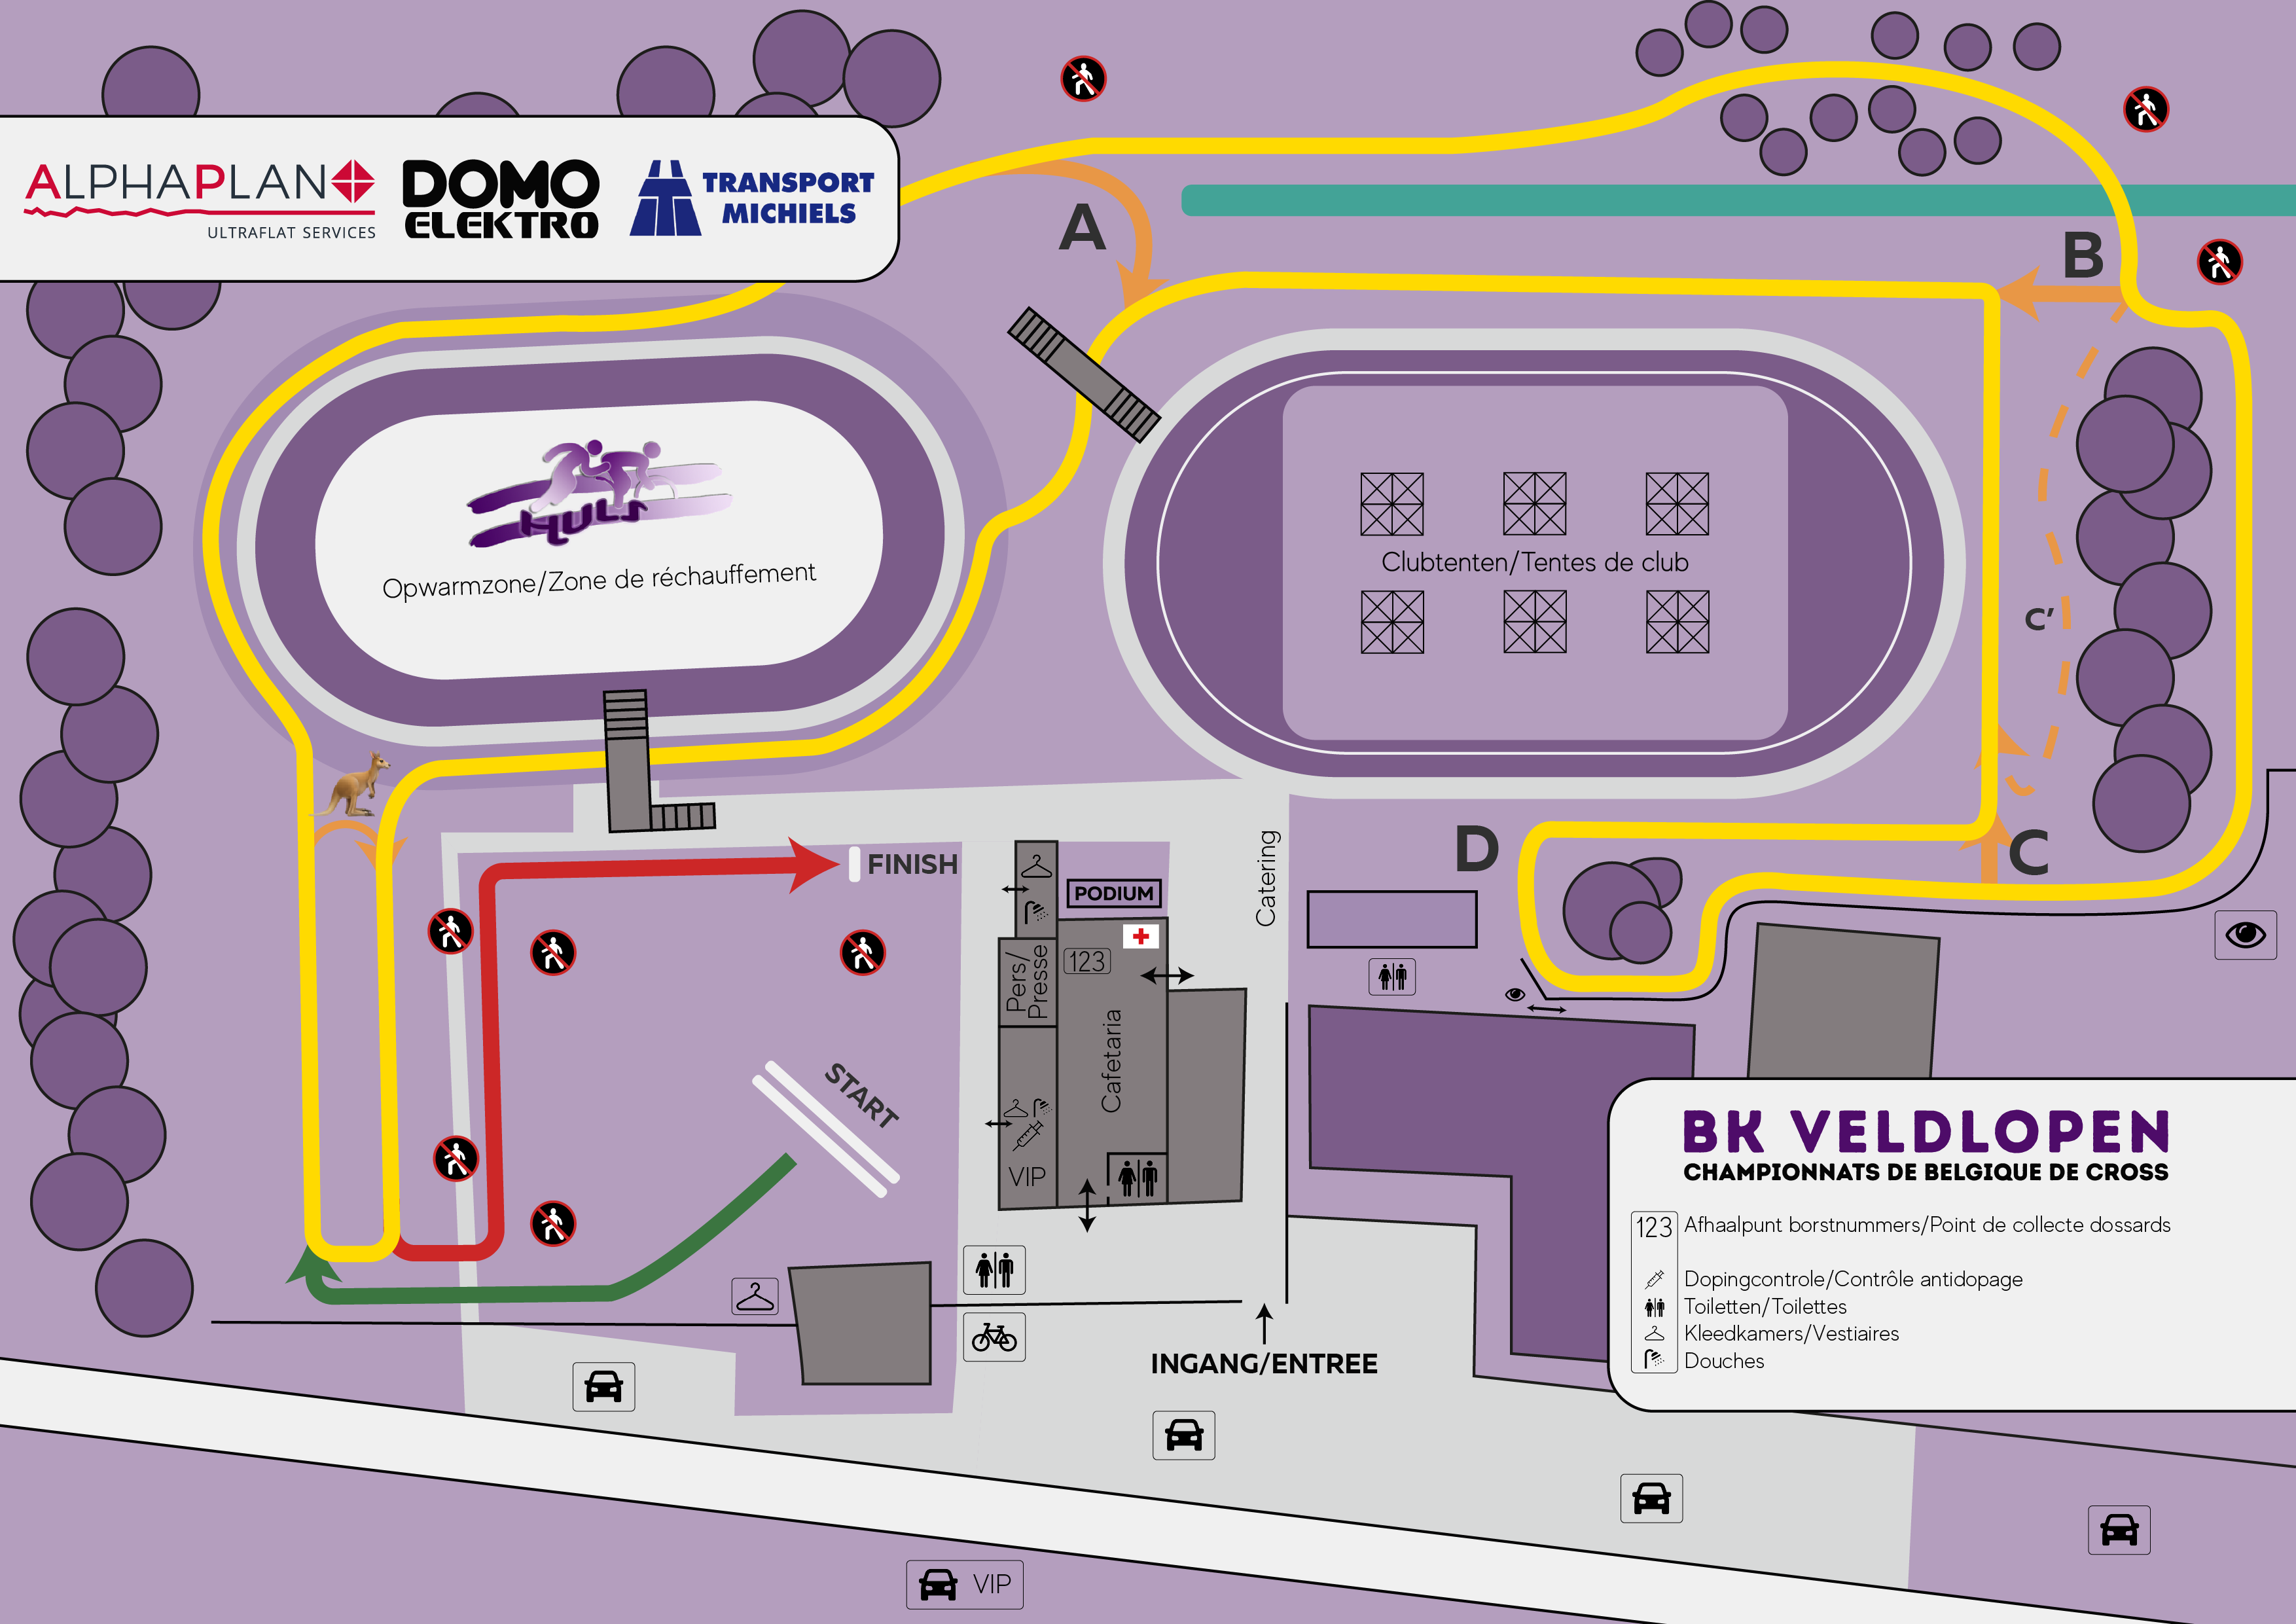 ALPHAPLAN
ULTRAFLAT SERVICES
DOMO
ELEKTRO
TRANSPORT
MICHIELS
A
B
HULS
Opwarmzone/Zone de réchauffement
Clubtenten/Tentes de club
C'
D
C
FINISH
PODIUM
Catering
Pers/
Presse
123
Cafetaria
START
VIP
INGANG/ENTREE
BK VELDLOPEN
CHAMPIONNATS DE BELGIQUE DE CROSS
123 Afhaalpunt borstnummers/Point de collecte dossards
Dopingcontrole/Contrôle antidopage
Toiletten/Toilettes
Kleedkamers/Vestiaires
Douches
VIP